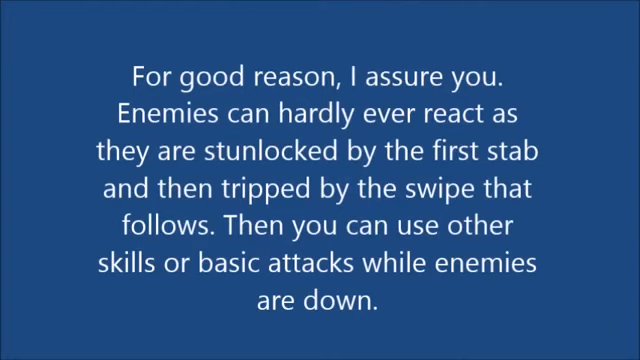 For good reason, I assure you.
Enemies can hardly ever react as
they are stunlocked by the first stab
and then tripped by the swipe that
follows. Then you can use other
skills or basic attacks while enemies
are down.